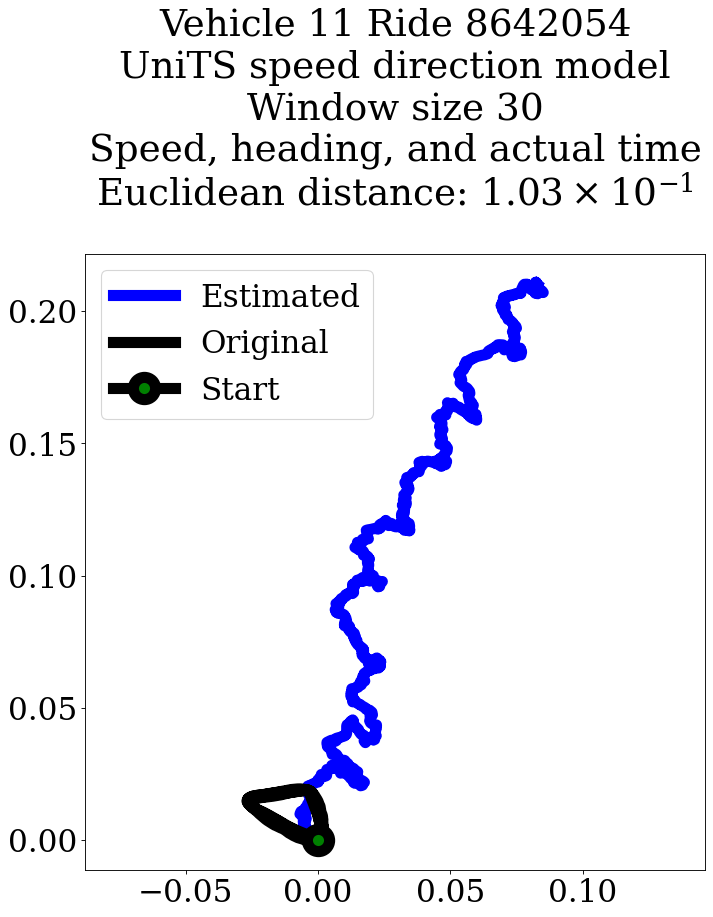 Vehicle 11 Ride 8642054
UniTS speed direction model
Window size 30
Speed, heading, and actual time
Euclidean distance: 1.03 × 10⁻¹
Estimated
Original
Start
0.20
0.15
0.10
0.05
0.00
−0.05 0.00 0.05 0.10